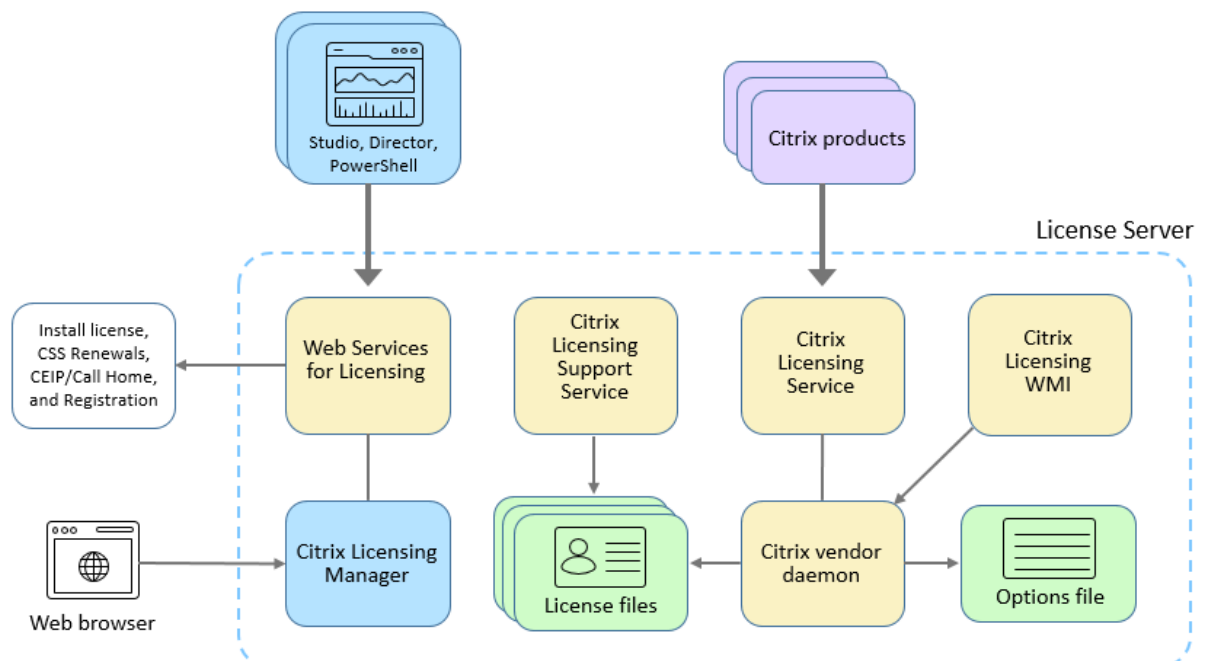 Studio, Director,
PowerShell
Citrix products
License Server
Install license,
CSS Renewals,
CEIP/Call Home,
and Registration
Web Services
for Licensing
Citrix
Licensing
Support
Service
Citrix
Licensing
Service
Citrix
Licensing
WMI
Web browser
Citrix Licensing
Manager
License files
Citrix vendor
daemon
Options file